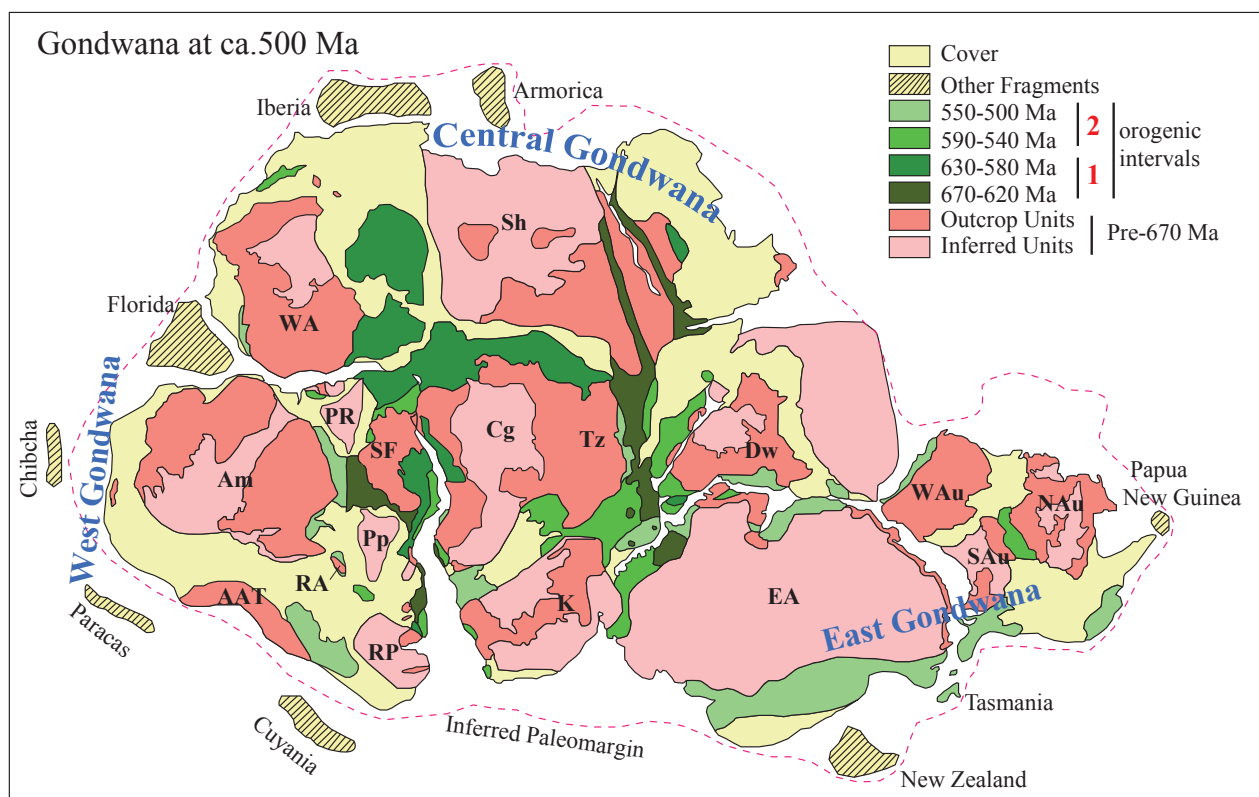 Gondwana at ca.500 Ma
Cover
Other Fragments
550-500 Ma
590-540 Ma
630-580 Ma
670-620 Ma
2
1
orogenic
intervals
Outcrop Units
Inferred Units
Pre-670 Ma
Iberia
Armorica
Central Gondwana
Sh
Florida
WA
West Gondwana
Chibcha
PR
SF
Cg
Tz
Dw
Am
WAu
NAu
Papua
New Guinea
Pp
SAu
RA
AAT
K
EA
East Gondwana
Paracas
RP
Tasmania
Cuyania
Inferred Paleomargin
New Zealand